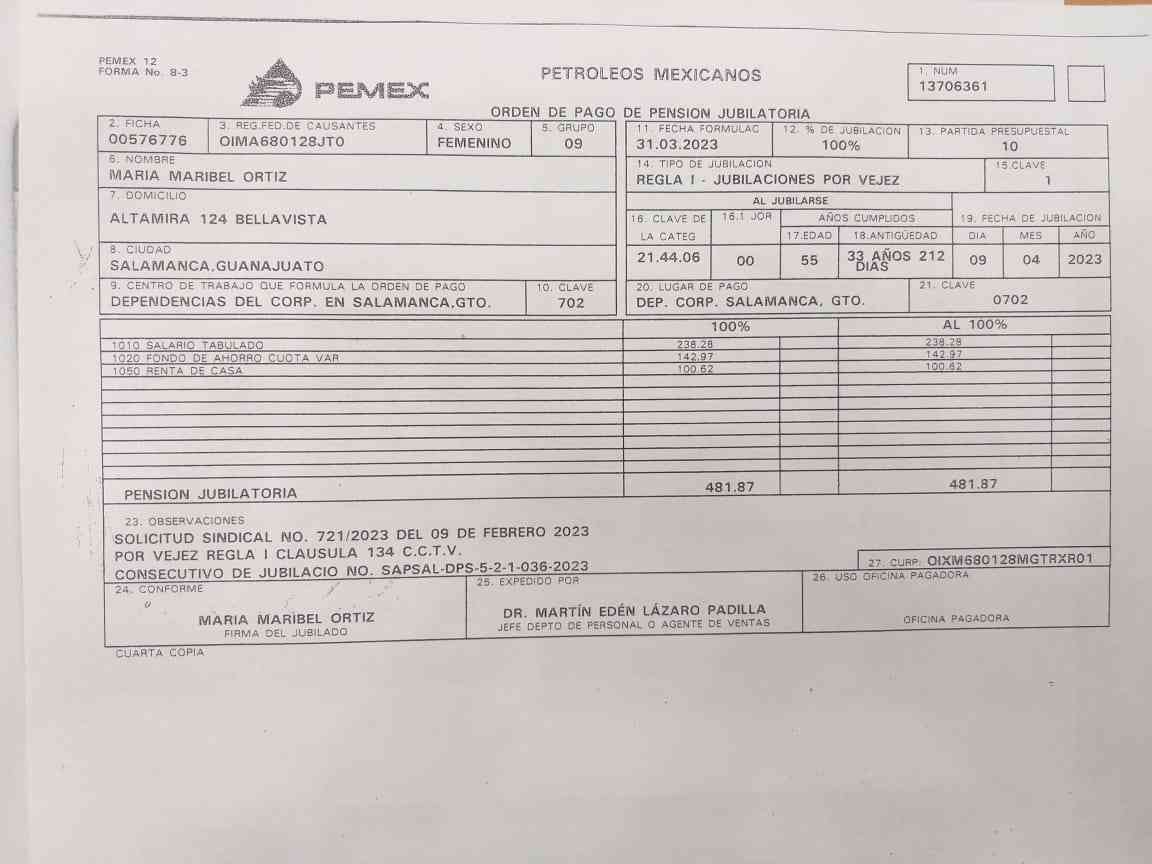 PEMEX 12
FORMA No. 8-3
PEMEX
PETROLEOS MEXICANOS
1. NUM
13706361
ORDEN DE PAGO DE PENSION JUBILATORIA
2. FICHA
00576776
3. REG.FED.DE CAUSANTES
OIMA680128JT0
4. SEXO
FEMENINO
5. GRUPO
09
11. FECHA FORMULAC
31.03.2023
12. % DE JUBILACION
100%
13. PARTIDA PRESUPUESTAL
10
6. NOMBRE
MARIA MARIBEL ORTIZ
14. TIPO DE JUBILACION
REGLA I - JUBILACIONES POR VEJEZ
15.CLAVE
1
7. DOMICILIO
ALTAMIRA 124 BELLAVISTA
AL JUBILARSE
16. CLAVE DE
LA CATEG
21.44.06
16.1 JOR
00
AÑOS CUMPLIDOS
17.EDAD
55
18.ANTIGÜEDAD
33 AÑOS 212
DIAS
19. FECHA DE JUBILACION
DIA
MES
AÑO
09
04
2023
8. CIUDAD
SALAMANCA,GUANAJUATO
9. CENTRO DE TRABAJO QUE FORMULA LA ORDEN DE PAGO
DEPENDENCIAS DEL CORP. EN SALAMANCA,GTO.
10. CLAVE
702
20. LUGAR DE PAGO
DEP. CORP. SALAMANCA, GTO.
21. CLAVE
0702
100%
AL 100%
1010 SALARIO TABULADO 238.28 238.28
1020 FONDO DE AHORRO CUOTA VAR 142.97 142.97
1050 RENTA DE CASA 100.62 100.62
PENSION JUBILATORIA 481.87 481.87
23. OBSERVACIONES
SOLICITUD SINDICAL NO. 721/2023 DEL 09 DE FEBRERO 2023
POR VEJEZ REGLA I CLAUSULA 134 C.C.T.V.
CONSECUTIVO DE JUBILACIO NO. SAPSAL-DPS-5-2-1-036-2023
27. CURP: OIXM680128MGTRXR01
24. CONFORME
MARIA MARIBEL ORTIZ
FIRMA DEL JUBILADO
25. EXPEDIDO POR
DR. MARTÍN EDÉN LÁZARO PADILLA
JEFE DEPTO DE PERSONAL O AGENTE DE VENTAS
26. USO OFICINA PAGADORA
OFICINA PAGADORA
CUARTA COPIA